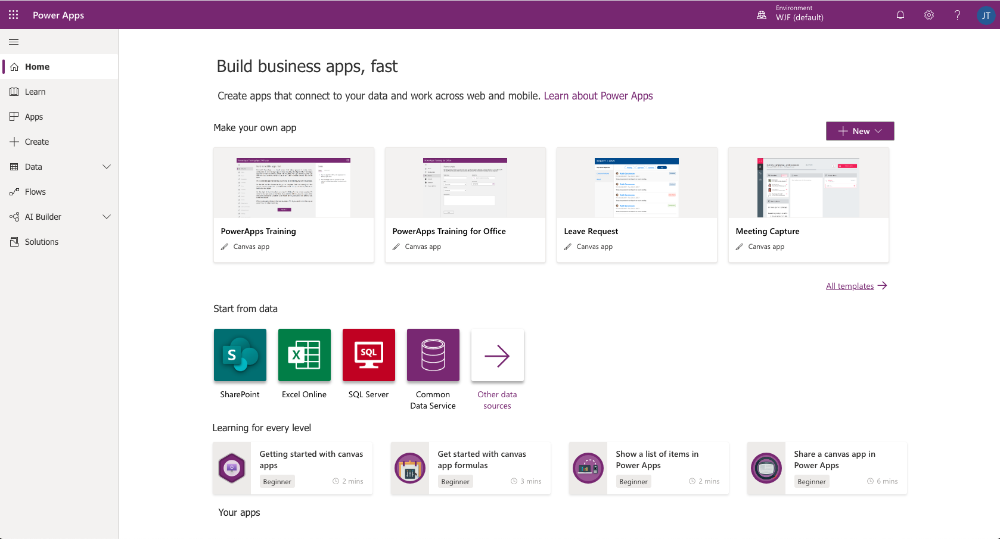 Power Apps
Environment
WJF (default)
JT
Home
Learn
Apps
Create
Data
Flows
AI Builder
Solutions
Build business apps, fast
Create apps that connect to your data and work across web and mobile. Learn about Power Apps
Make your own app
New
PowerApps Training
Canvas app
PowerApps Training for Office
Canvas app
Leave Request
Canvas app
Meeting Capture
Canvas app
All templates
Start from data
S
X
SQL
SharePoint
Excel Online
SQL Server
Common
Data Service
Other data
sources
Learning for every level
Getting started with canvas
apps
Beginner
2 mins
Get started with canvas
app formulas
Beginner
3 mins
Show a list of items in
Power Apps
Beginner
2 mins
Share a canvas app in
Power Apps
Beginner
6 mins
Your apps